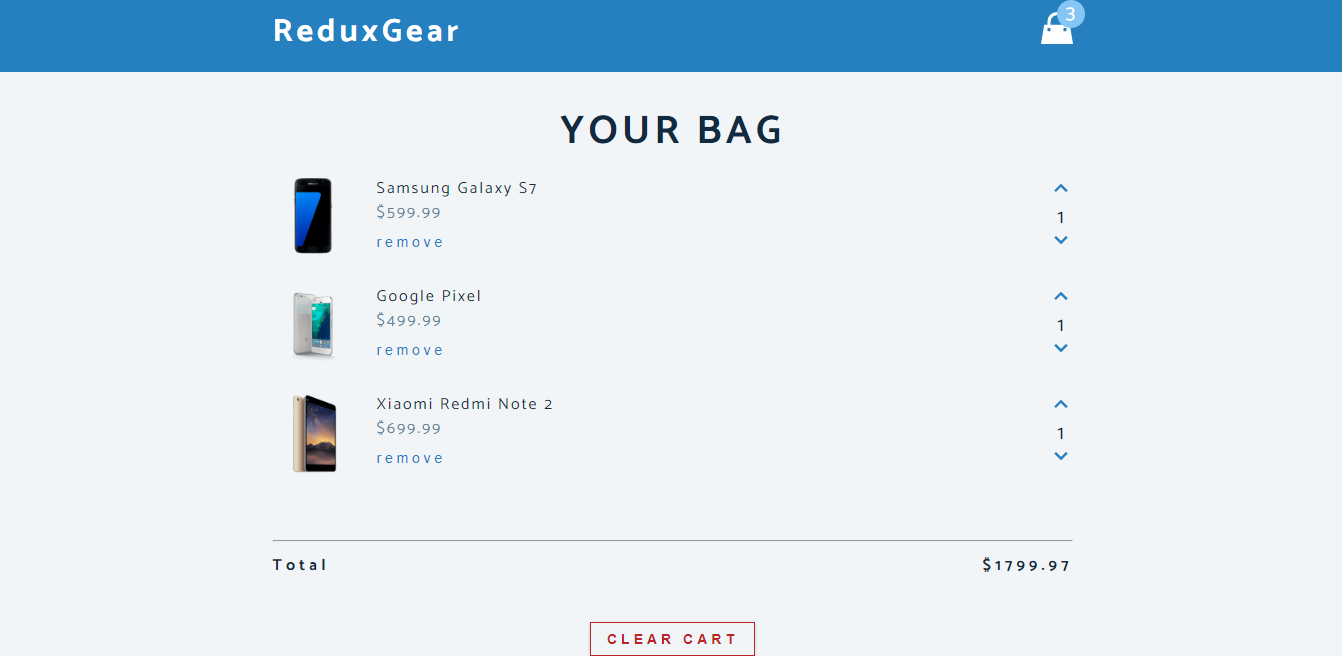 ReduxGear
3
YOUR BAG
Samsung Galaxy S7
$599.99
remove
1
Google Pixel
$499.99
remove
1
Xiaomi Redmi Note 2
$699.99
remove
1
Total
$1799.97
CLEAR CART